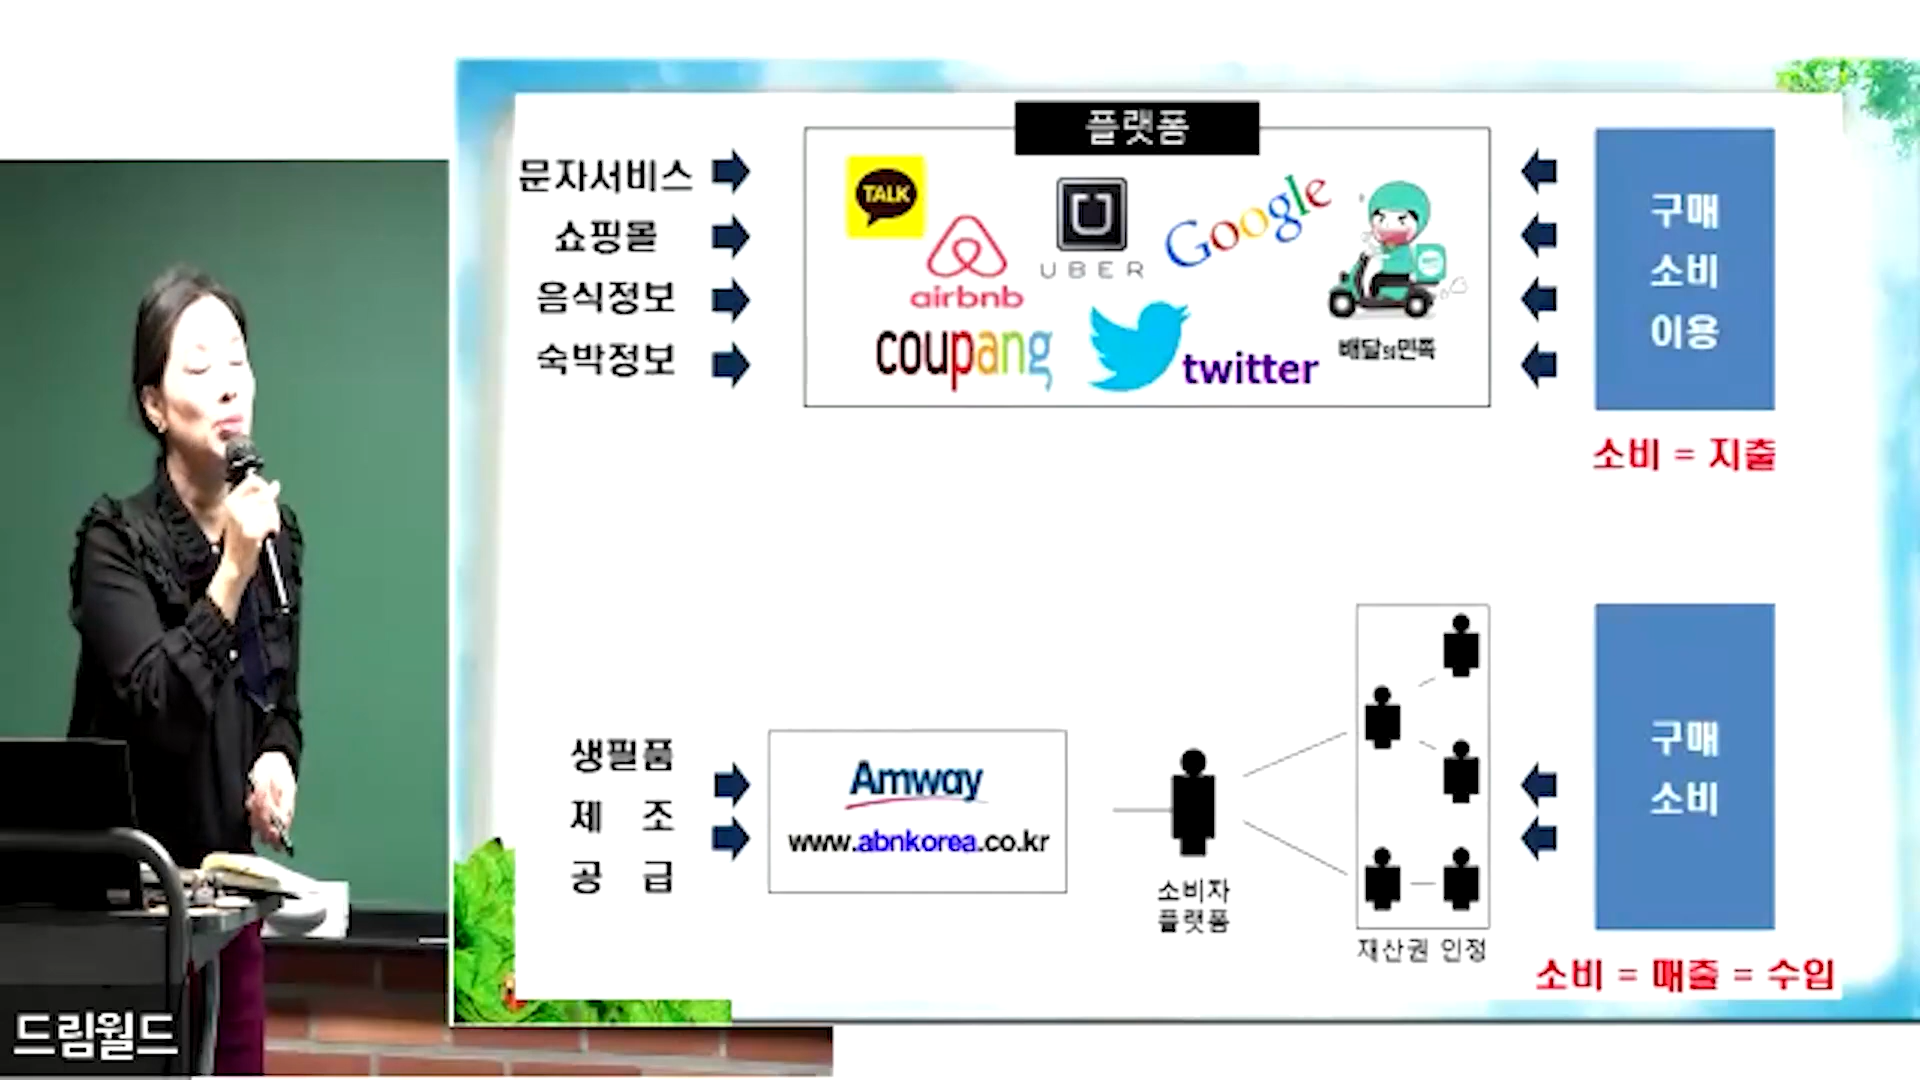 플랫폼
문자서비스
쇼핑몰
음식정보
숙박정보
TALK
airbnb
UBER
Google
coupang
twitter
배달의민족
구매
소비
이용
소비 = 지출
생필품
제 조
공 급
Amway
www.abnkorea.co.kr
소비자
플랫폼
재산권 인정
구매
소비
소비 = 매출 = 수입
드림월드